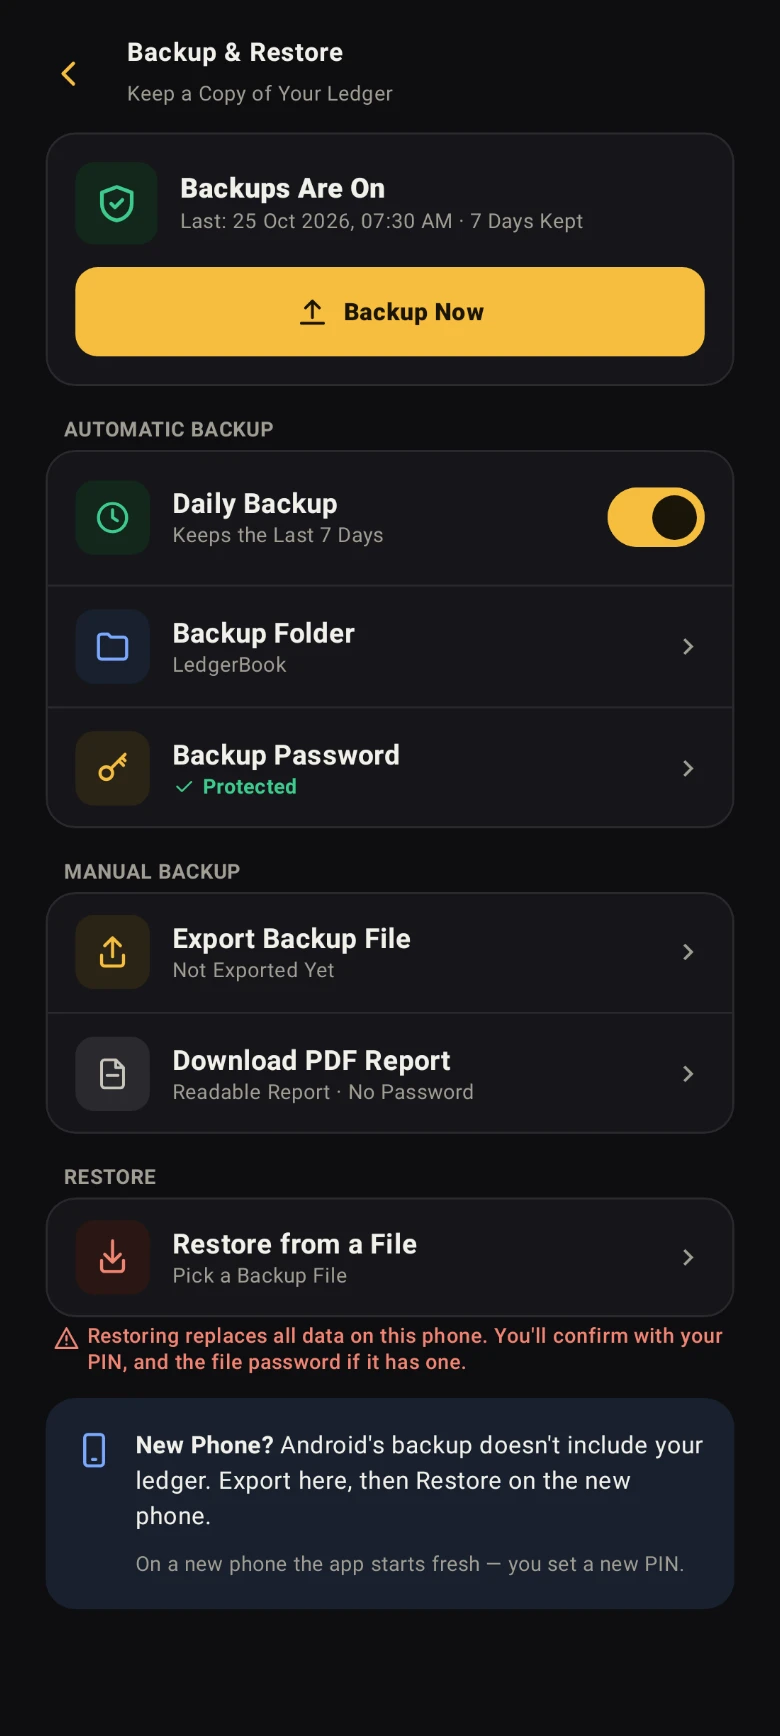 Backup & Restore
Keep a Copy of Your Ledger
Backups Are On
Last: 25 Oct 2026, 07:30 AM · 7 Days Kept
Backup Now
AUTOMATIC BACKUP
Daily Backup
Keeps the Last 7 Days
Backup Folder
LedgerBook
Backup Password
✓ Protected
MANUAL BACKUP
Export Backup File
Not Exported Yet
Download PDF Report
Readable Report · No Password
RESTORE
Restore from a File
Pick a Backup File
Restoring replaces all data on this phone. You'll confirm with your
PIN, and the file password if it has one.
New Phone? Android's backup doesn't include your
ledger. Export here, then Restore on the new
phone.
On a new phone the app starts fresh — you set a new PIN.